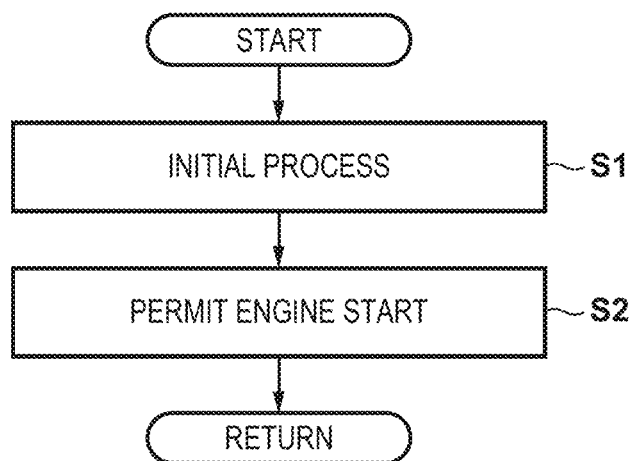 START
INITIAL PROCESS
S1
PERMIT ENGINE START
S2
RETURN